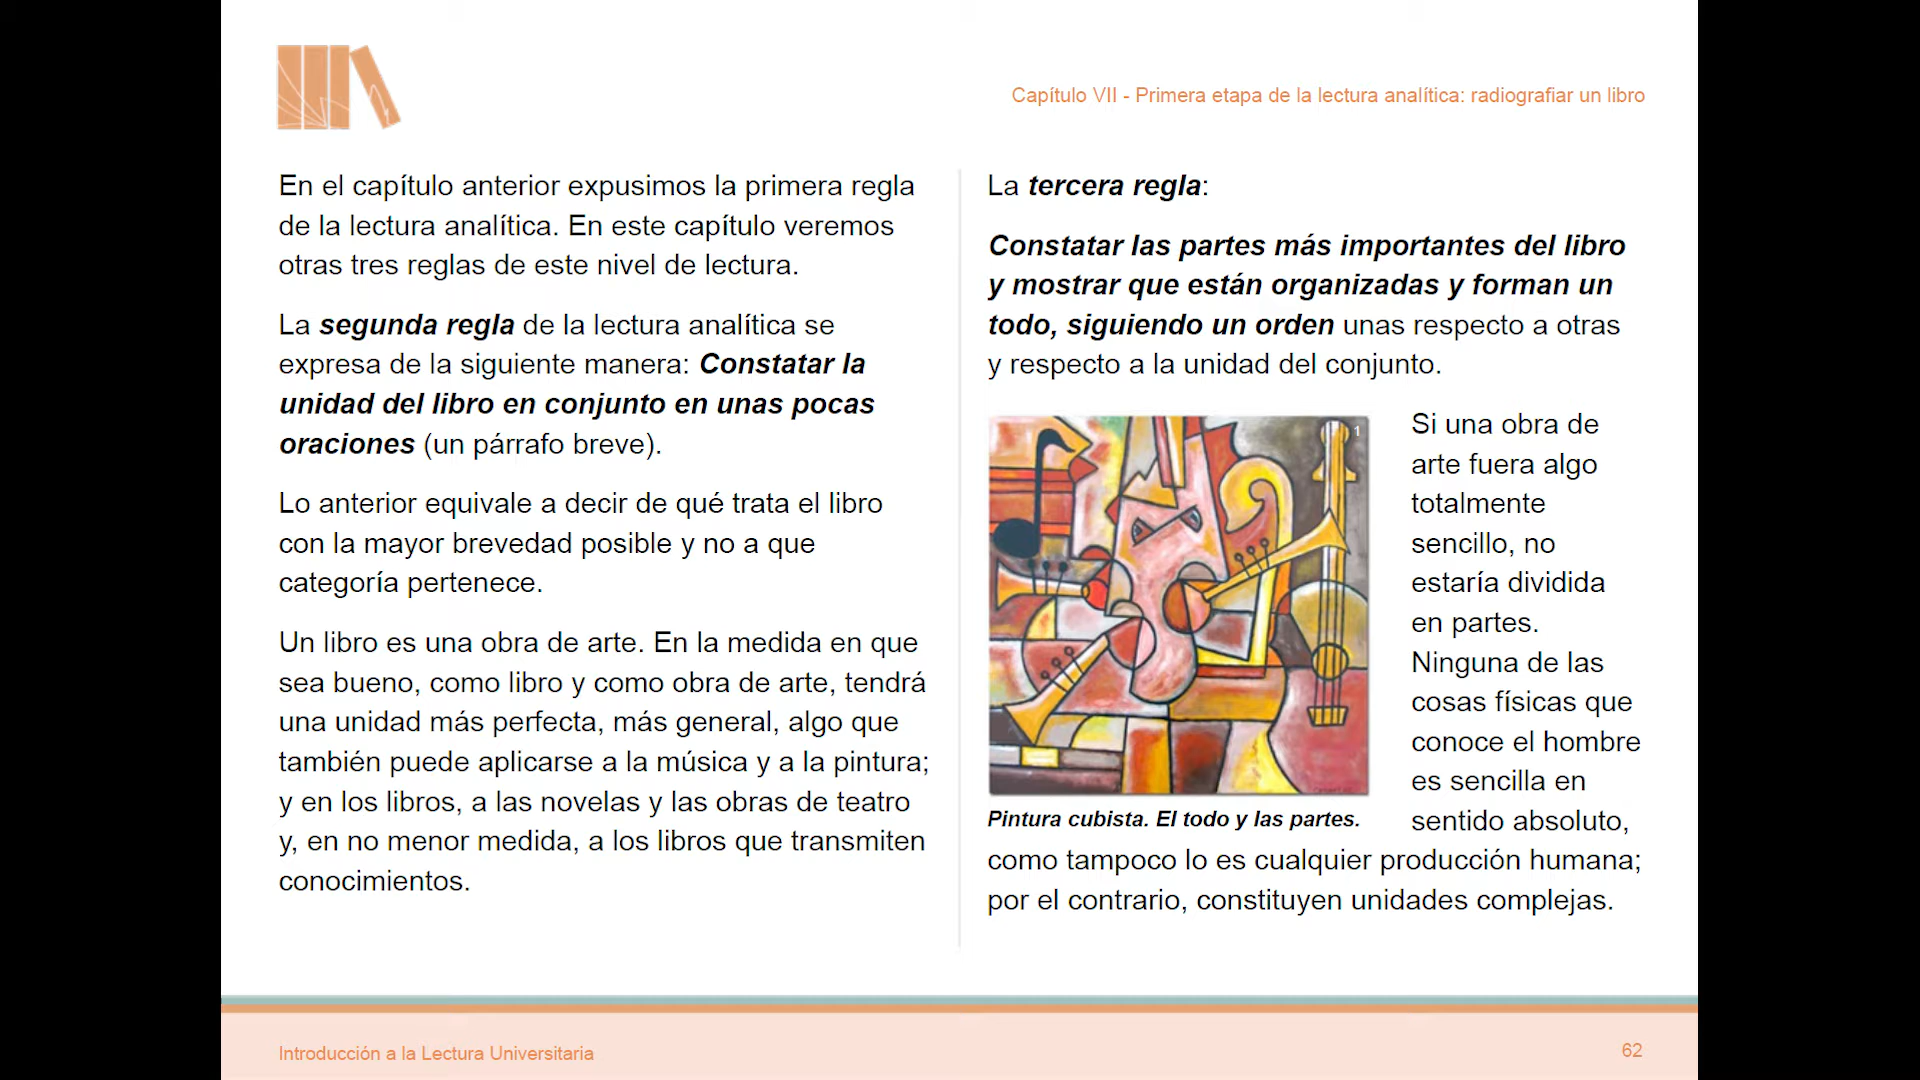 Capítulo VII - Primera etapa de la lectura analítica: radiografiar un libro
En el capítulo anterior expusimos la primera regla
de la lectura analítica. En este capítulo veremos
otras tres reglas de este nivel de lectura.
La segunda regla de la lectura analítica se
expresa de la siguiente manera: Constatar la
unidad del libro en conjunto en unas pocas
oraciones (un párrafo breve).
Lo anterior equivale a decir de qué trata el libro
con la mayor brevedad posible y no a que
categoría pertenece.
Un libro es una obra de arte. En la medida en que
sea bueno, como libro y como obra de arte, tendrá
una unidad más perfecta, más general, algo que
también puede aplicarse a la música y a la pintura;
y en los libros, a las novelas y las obras de teatro
y, en no menor medida, a los libros que transmiten
conocimientos.
La tercera regla:
Constatar las partes más importantes del libro
y mostrar que están organizadas y forman un
todo, siguiendo un orden unas respecto a otras
y respecto a la unidad del conjunto.
1
Pintura cubista. El todo y las partes.
Si una obra de
arte fuera algo
totalmente
sencillo, no
estaría dividida
en partes.
Ninguna de las
cosas físicas que
conoce el hombre
es sencilla en
sentido absoluto,
como tampoco lo es cualquier producción humana;
por el contrario, constituyen unidades complejas.
Introducción a la Lectura Universitaria
62